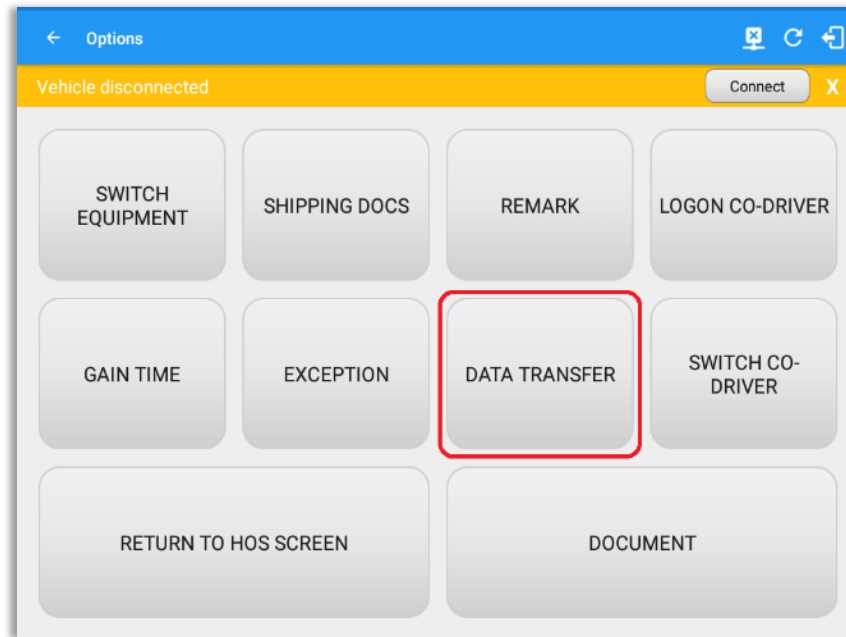 Options
Vehicle disconnected
Connect
X
SWITCH
EQUIPMENT
SHIPPING DOCS
REMARK
LOGON CO-DRIVER
GAIN TIME
EXCEPTION
DATA TRANSFER
SWITCH CO-
DRIVER
RETURN TO HOS SCREEN
DOCUMENT